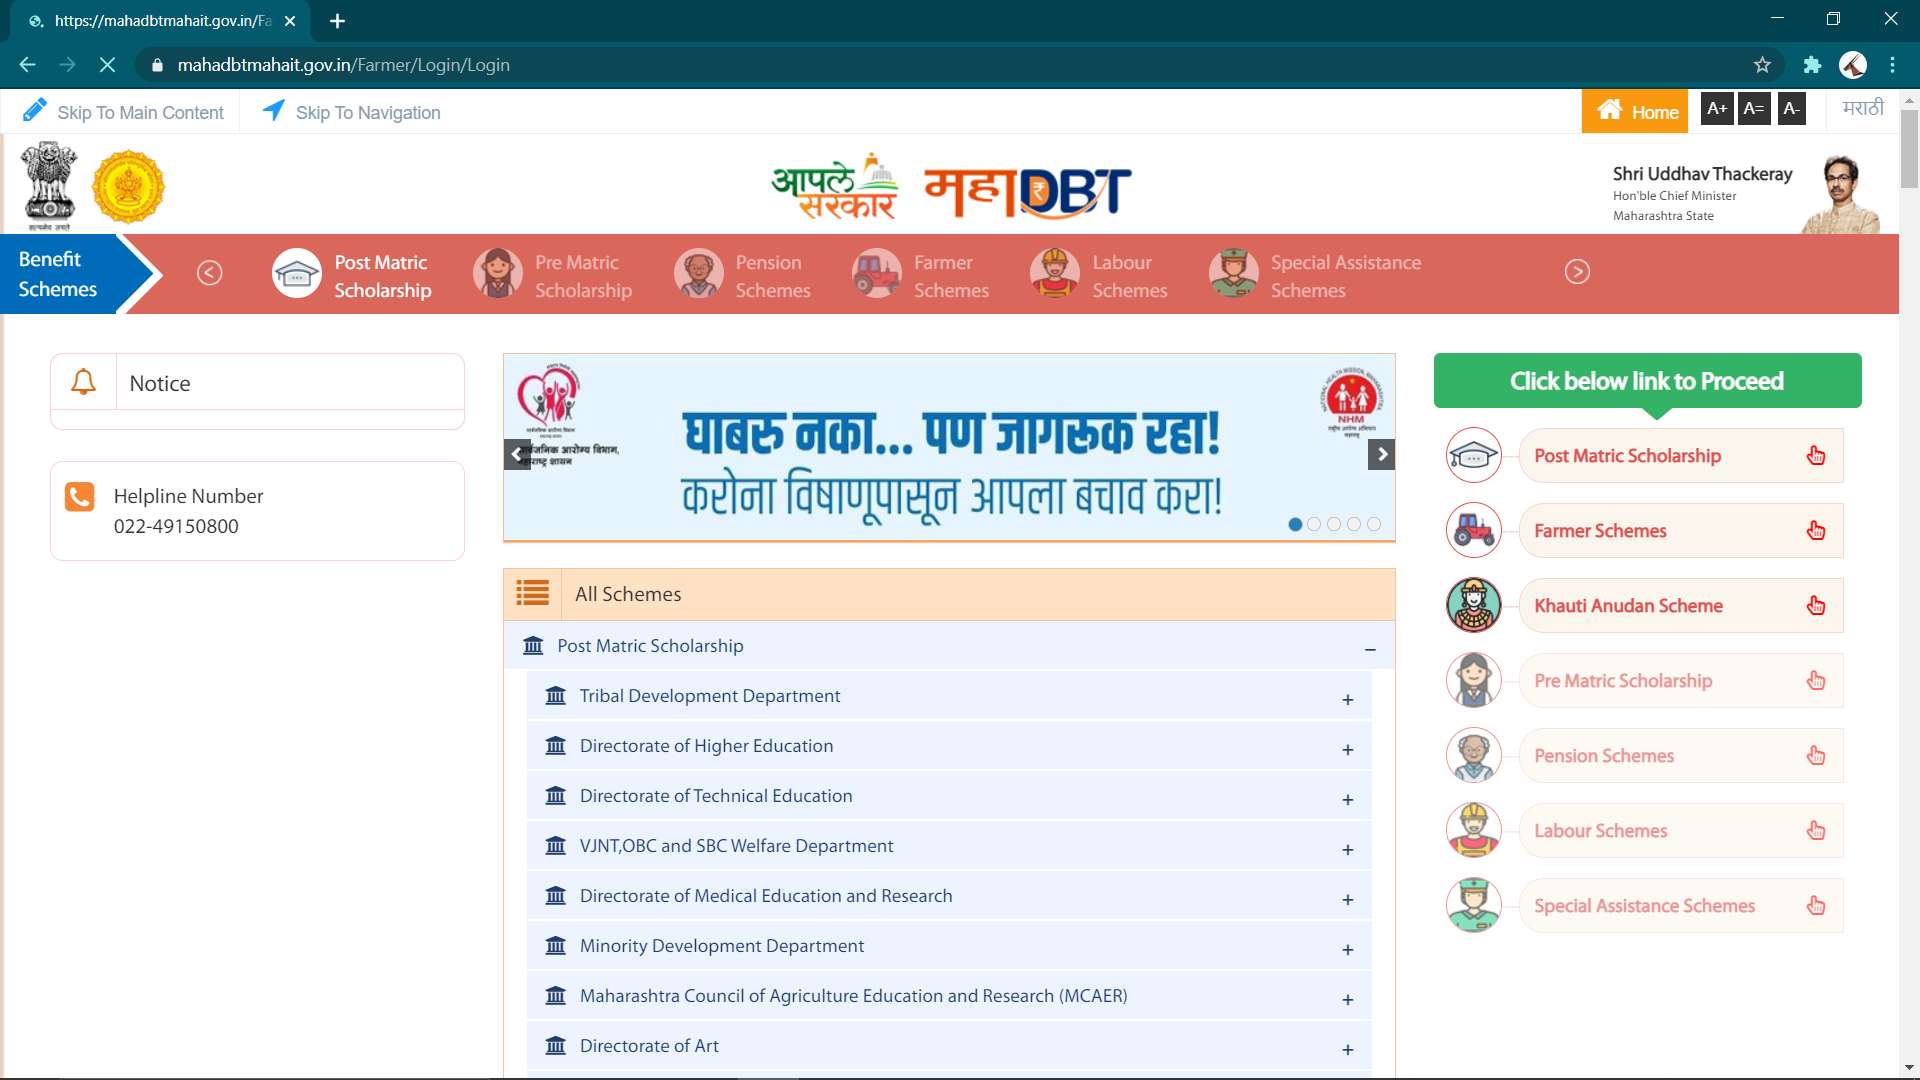 https://mahadbtmahait.gov.in/Fa
mahadbtmahait.gov.in/Farmer/Login/Login
Skip To Main Content
Skip To Navigation
Home
A+
A=
A-
मराठी
सत्यमेव जयते
आपले
सरकार
महाDBT
Shri Uddhav Thackeray
Hon'ble Chief Minister
Maharashtra State
Benefit
Schemes
Post Matric
Scholarship
Pre Matric
Scholarship
Pension
Schemes
Farmer
Schemes
Labour
Schemes
Special Assistance
Schemes
Notice
Helpline Number
022-49150800
सार्वजनिक आरोग्य विभाग,
महाराष्ट्र शासन
घाबरु नका... पण जागरूक रहा!
करोना विषाणूपासून आपला बचाव करा!
NATIONAL HEALTH MISSION, MAHARASHTRA
NHM
All Schemes
Post Matric Scholarship
Tribal Development Department
Directorate of Higher Education
Directorate of Technical Education
VJNT,OBC and SBC Welfare Department
Directorate of Medical Education and Research
Minority Development Department
Maharashtra Council of Agriculture Education and Research (MCAER)
Directorate of Art
Click below link to Proceed
Post Matric Scholarship
Farmer Schemes
Khauti Anudan Scheme
Pre Matric Scholarship
Pension Schemes
Labour Schemes
Special Assistance Schemes